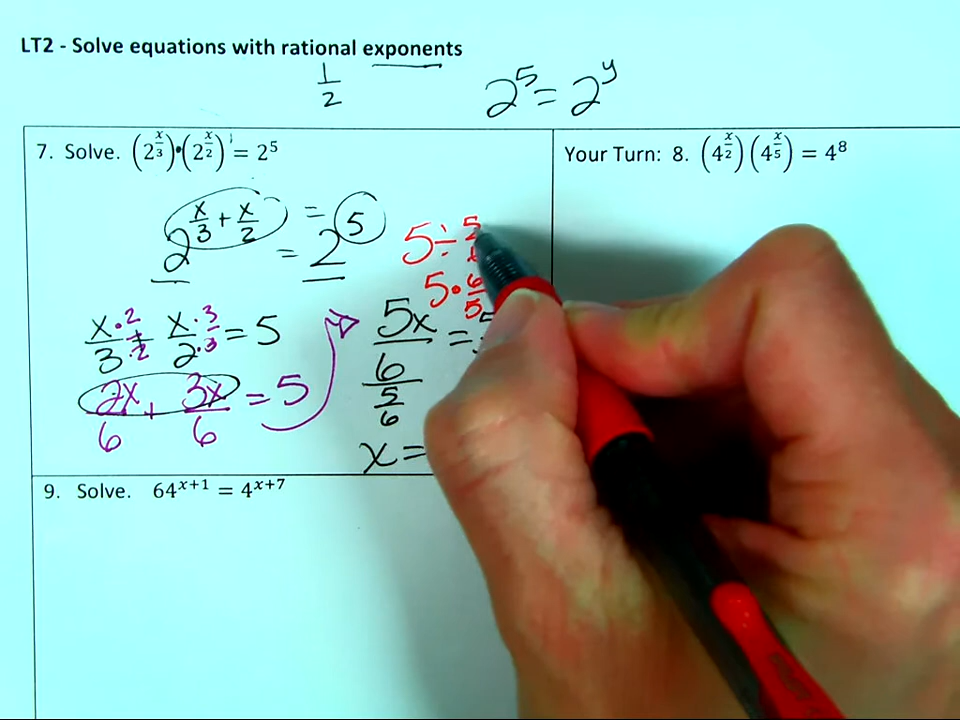 LT2 - Solve equations with rational exponents
1/2
2^5 = 2^y
7. Solve. (2^(x/3))•(2^(x/2)) = 2^5
2^(x/3 + x/2) = 2^5
=
x/3 •2/•2 + x/2 •3/•3 = 5
2x/6 + 3x/6 = 5
5 ÷ 5/
5 • 6/5
5x/6 =
5/6
x =
Your Turn: 8. (4^(x/2))(4^(x/5)) = 4^8
9. Solve. 64^(x+1) = 4^(x+7)